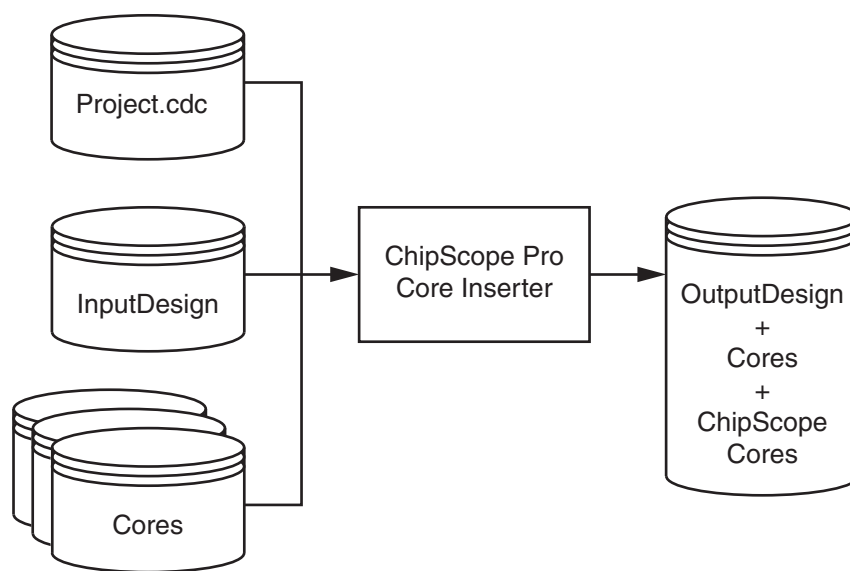 Project.cdc
InputDesign
Cores
ChipScope Pro
Core Inserter
OutputDesign
+
Cores
+
ChipScope
Cores